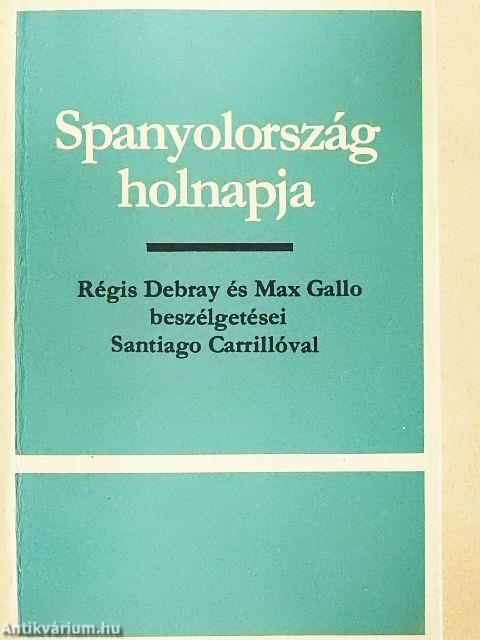 Spanyolország
holnapja
Régis Debray és Max Gallo
beszélgetései
Santiago Carrillóval
Antikvárium.hu